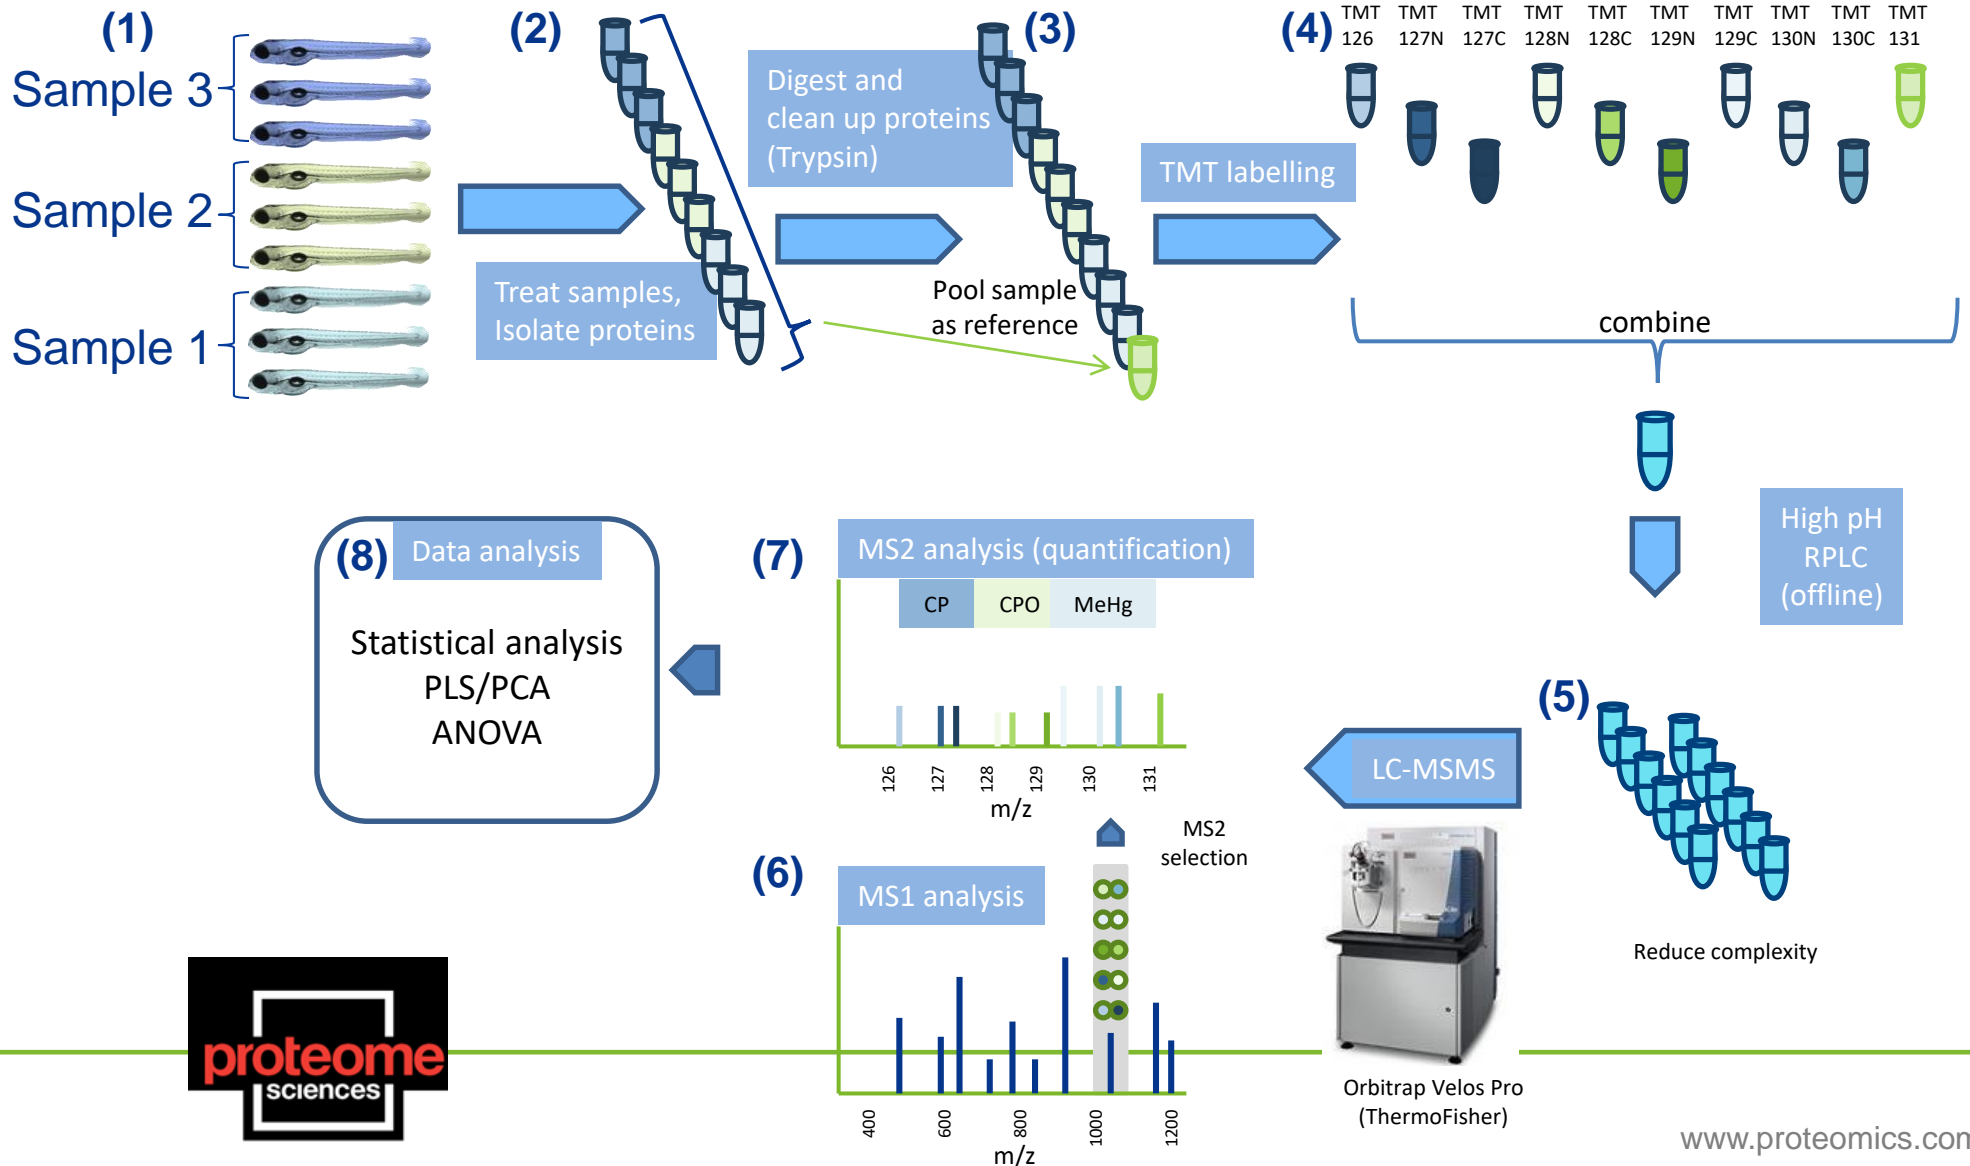 (1)
Sample 3
Sample 2
Sample 1
(2)
Treat samples,
Isolate proteins
Digest and
clean up proteins
(Trypsin)
(3)
Pool sample
as reference
TMT labelling
(4)
TMT 126
TMT 127N
TMT 127C
TMT 128N
TMT 128C
TMT 129N
TMT 129C
TMT 130N
TMT 130C
TMT 131
combine
High pH
RPLC
(offline)
(5)
Reduce complexity
LC-MSMS
Orbitrap Velos Pro
(ThermoFisher)
(6)
MS1 analysis
400 600 800 1000 1200
m/z
MS2
selection
(7)
MS2 analysis (quantification)
CP CPO MeHg
126 127 128 129 130 131
m/z
(8)
Data analysis
Statistical analysis
PLS/PCA
ANOVA
proteome
sciences
www.proteomics.com